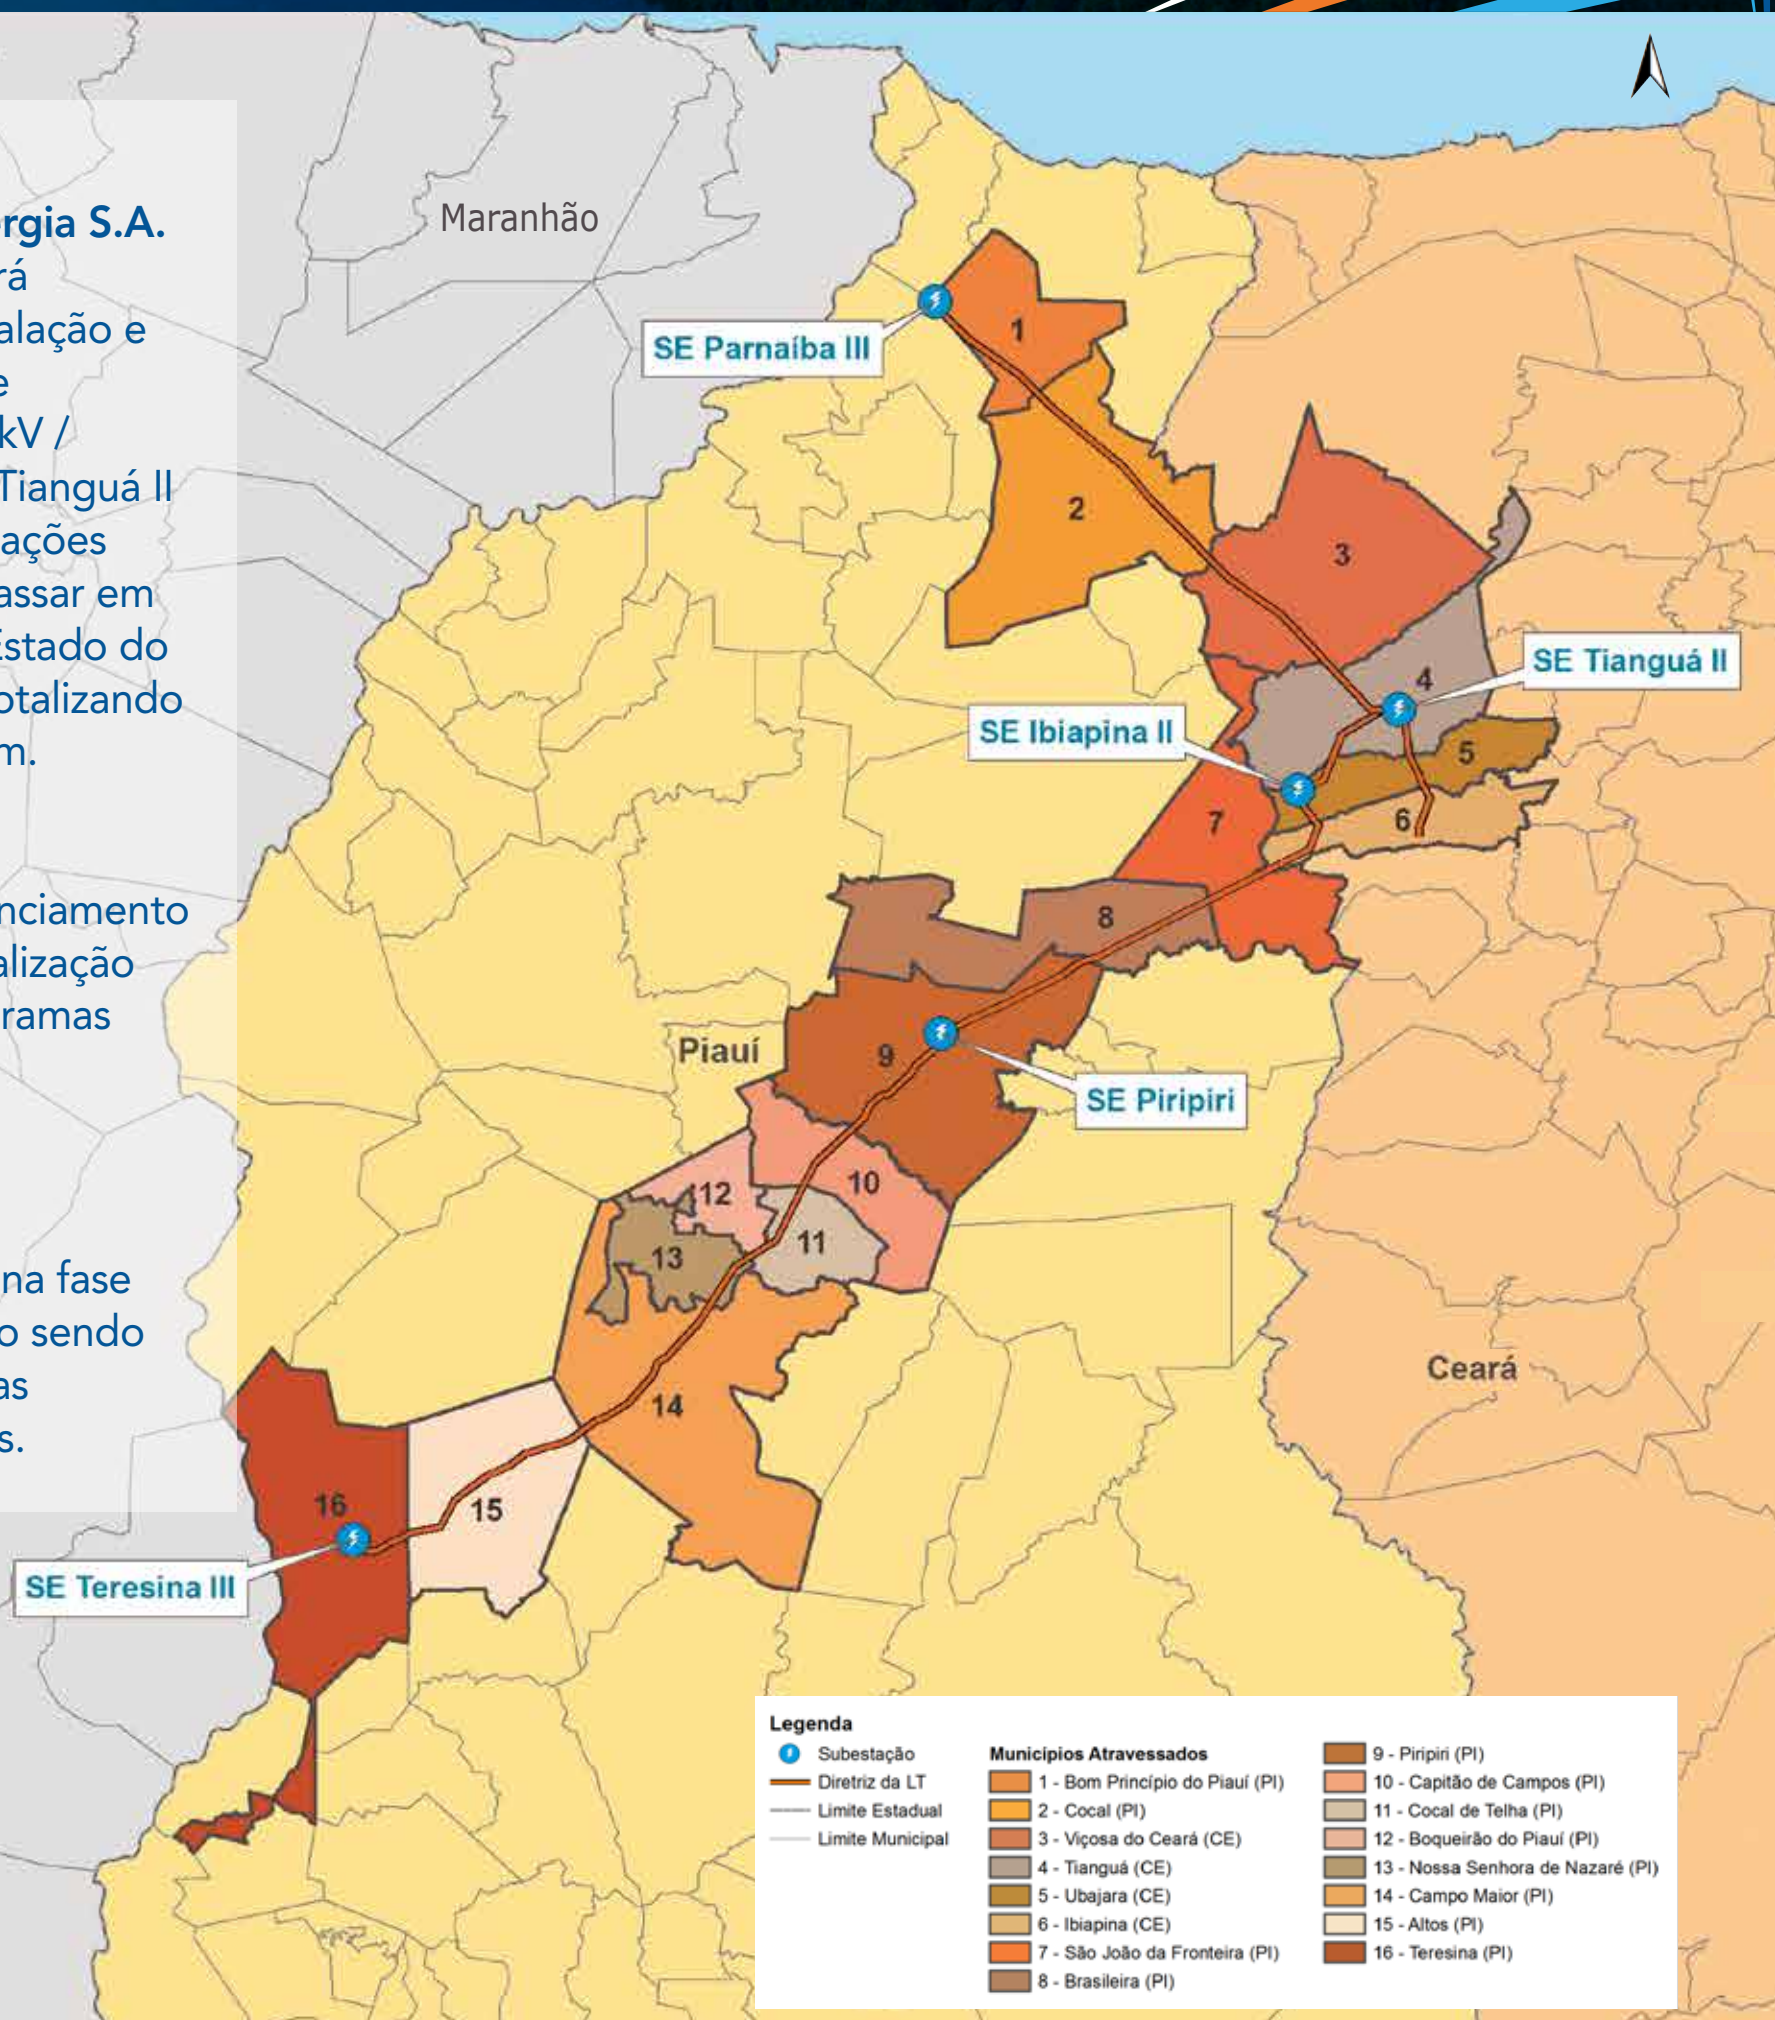 rgia S.A.
rá
alação e
e
kV /
Tianguá II
ações
assar em
Estado do
otalizando
m.
nciamento
alização
ramas
na fase
o sendo
as
s.
Maranhão
SE Parnaíba III
1
2
3
SE Tianguá II
4
SE Ibiapina II
5
6
7
8
Piauí
9
SE Piripiri
10
12
11
13
Ceará
14
16
15
SE Teresina III
Legenda
Subestação
Diretriz da LT
Limite Estadual
Limite Municipal
Municípios Atravessados
1 - Bom Princípio do Piauí (PI)
2 - Cocal (PI)
3 - Viçosa do Ceará (CE)
4 - Tianguá (CE)
5 - Ubajara (CE)
6 - Ibiapina (CE)
7 - São João da Fronteira (PI)
8 - Brasileira (PI)
9 - Piripiri (PI)
10 - Capitão de Campos (PI)
11 - Cocal de Telha (PI)
12 - Boqueirão do Piauí (PI)
13 - Nossa Senhora de Nazaré (PI)
14 - Campo Maior (PI)
15 - Altos (PI)
16 - Teresina (PI)